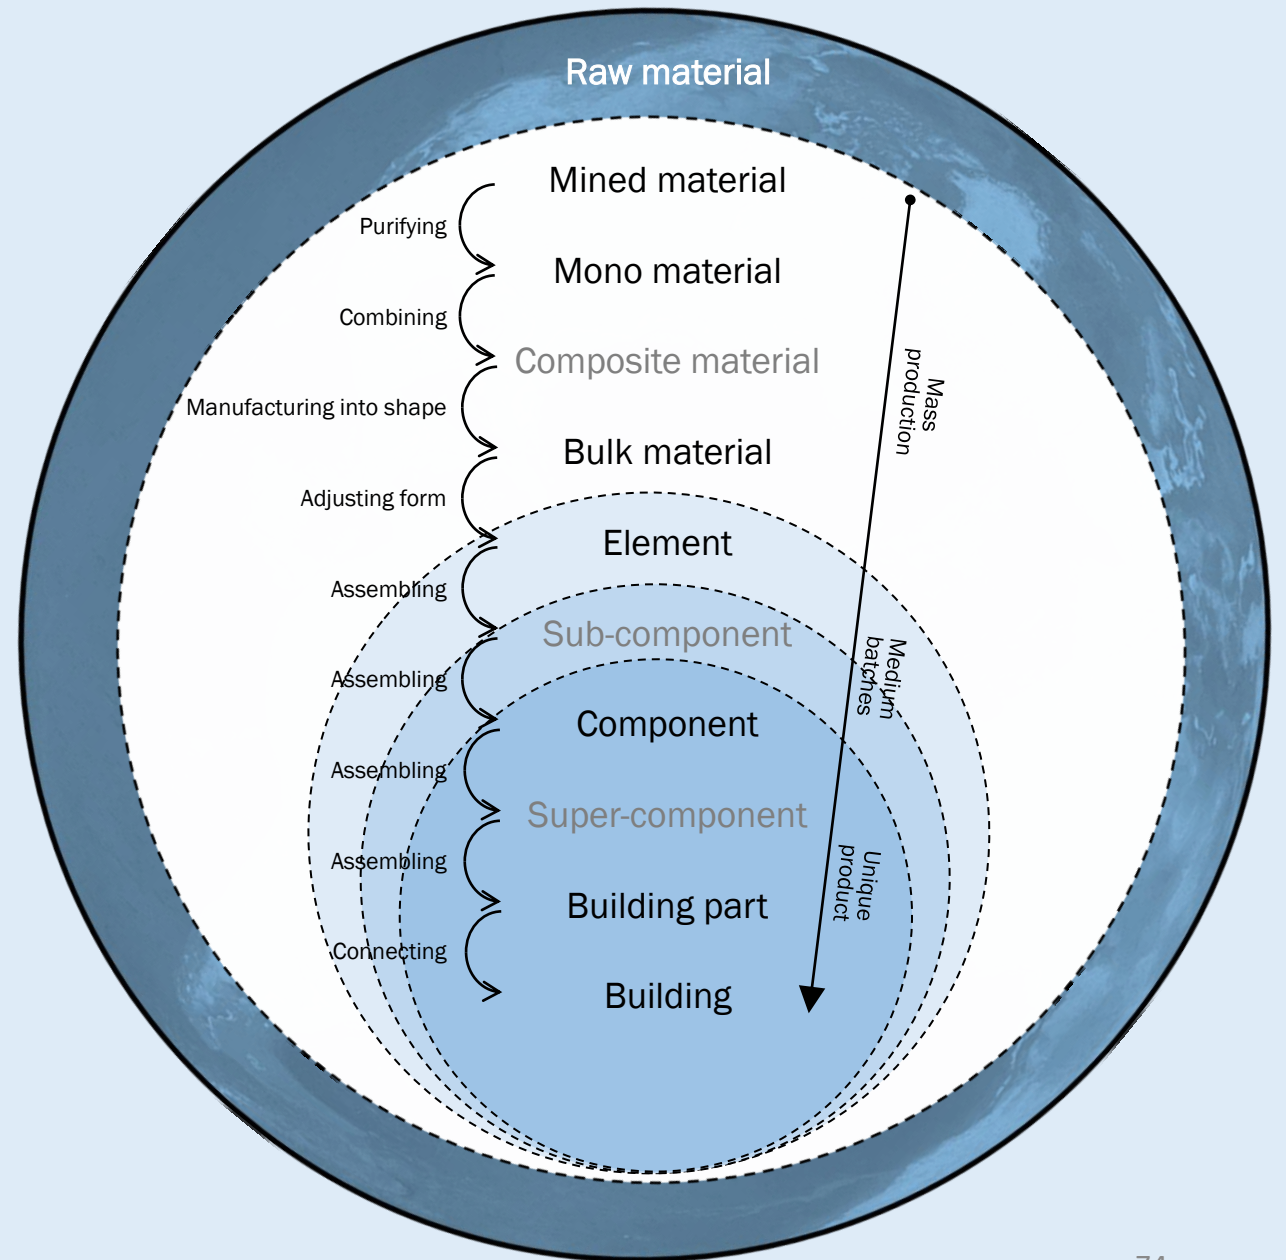 Raw material
Mined material
Purifying
Mono material
Combining
Composite material
Manufacturing into shape
Mass
production
Bulk material
Adjusting form
Element
Assembling
Sub-component
Medium
batches
Assembling
Component
Assembling
Super-component
Assembling
Unique
product
Building part
Connecting
Building